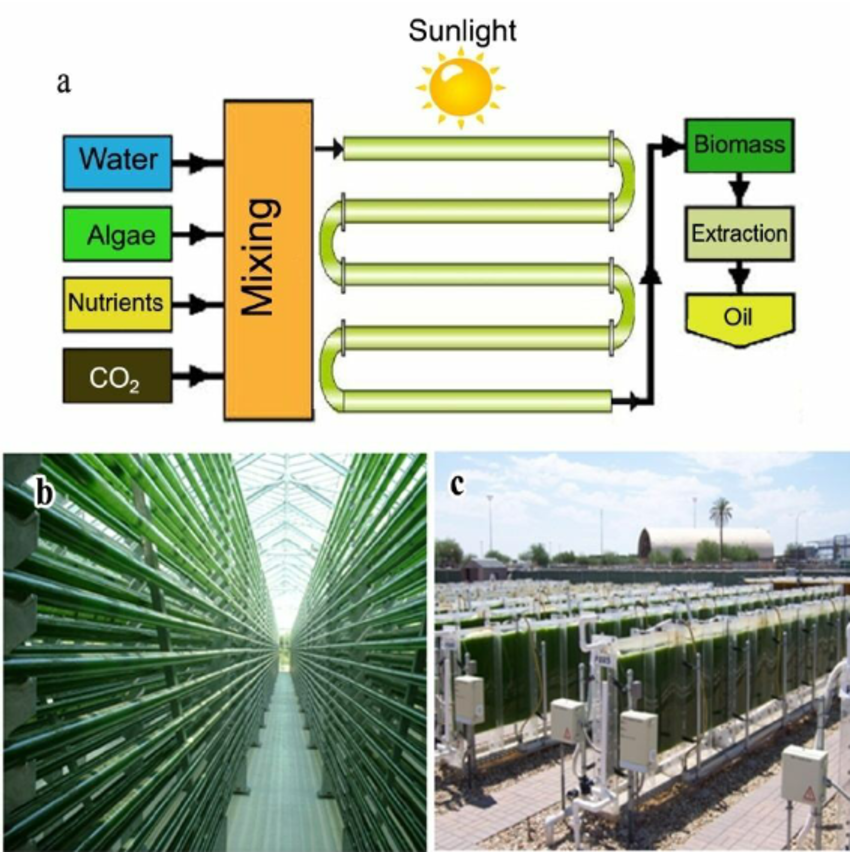 Sunlight
a
Water
Algae
Nutrients
CO₂
Mixing
Biomass
Extraction
Oil
b
c